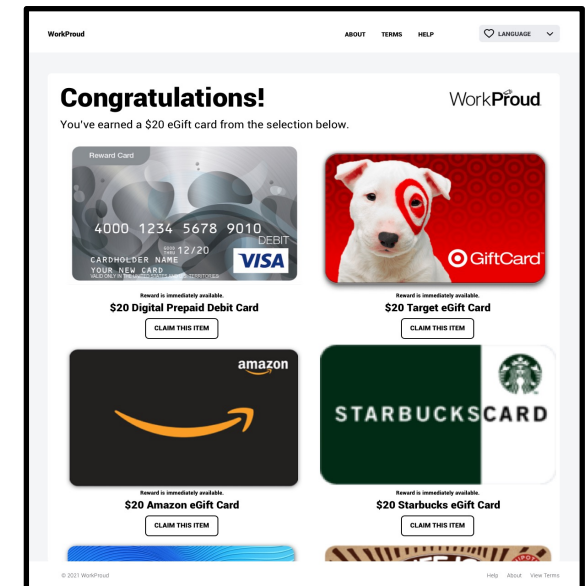 WorkProud
ABOUT TERMS HELP LANGUAGE
Congratulations!
WorkProud
You've earned a $20 eGift card from the selection below.
Reward Card
4000 1234 5678 9010
DEBIT
GOOD THRU 12/20
CARDHOLDER NAME
YOUR NEW CARD
VISA
GiftCard
Reward is immediately available.
$20 Digital Prepaid Debit Card
CLAIM THIS ITEM
Reward is immediately available.
$20 Target eGift Card
CLAIM THIS ITEM
amazon
STARBUCKS CARD
Reward is immediately available.
$20 Amazon eGift Card
CLAIM THIS ITEM
Reward is immediately available.
$20 Starbucks eGift Card
CLAIM THIS ITEM
© 2021 WorkProud
Help About View Terms